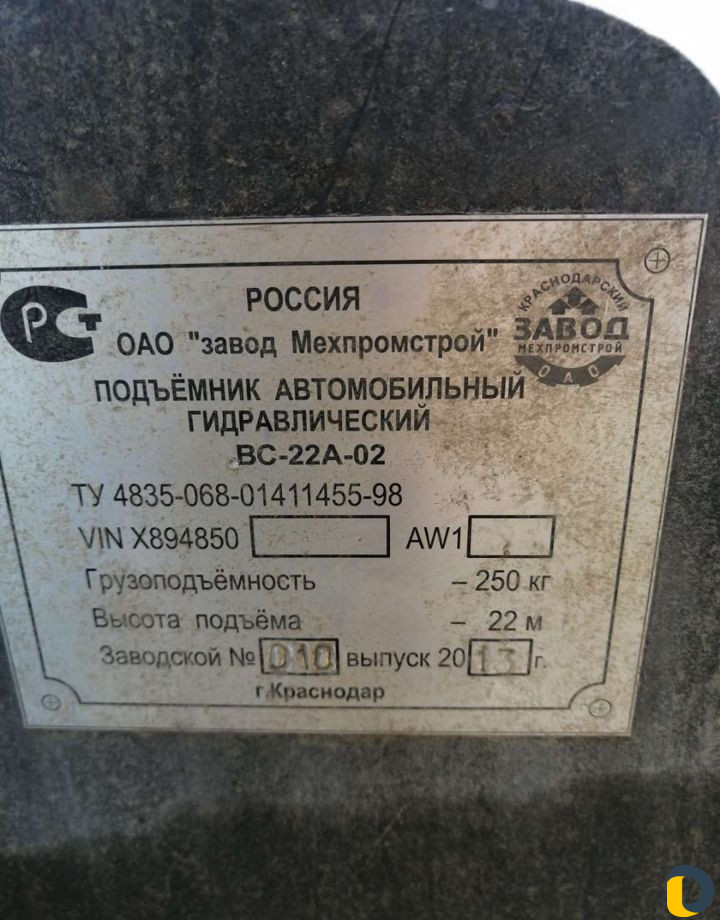 РСТ
РОССИЯ
ОАО "завод Мехпромстрой"
КРАСНОДАРСКИЙ
ЗАВОД
МЕХПРОМСТРОЙ
ОАО
ПОДЪЁМНИК АВТОМОБИЛЬНЫЙ
ГИДРАВЛИЧЕСКИЙ
ВС-22А-02
ТУ 4835-068-01411455-98
VIN X894850 AW1
Грузоподъёмность – 250 кг
Высота подъёма – 22 м
Заводской № 010 выпуск 2013 г.
г.Краснодар